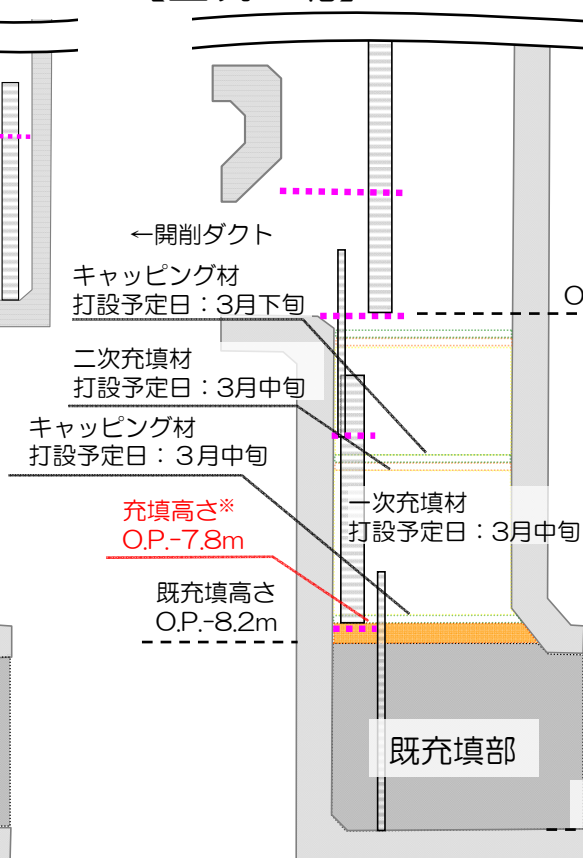 ←開削ダクト
キャッピング材
打設予定日：3月下旬
二次充填材
打設予定日：3月中旬
キャッピング材
打設予定日：３月中旬
一次充填材
打設予定日：3月中旬
充填高さ※
O.P.-7.8m
既充填高さ
O.P.-8.2m
既充填部